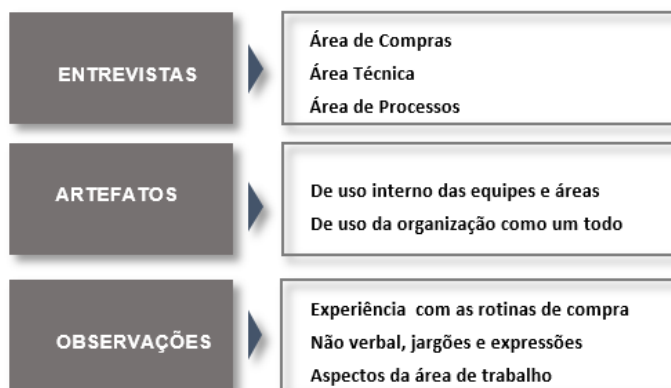 ENTREVISTAS
Área de Compras
Área Técnica
Área de Processos
ARTEFATOS
De uso interno das equipes e áreas
De uso da organização como um todo
OBSERVAÇÕES
Experiência com as rotinas de compra
Não verbal, jargões e expressões
Aspectos da área de trabalho